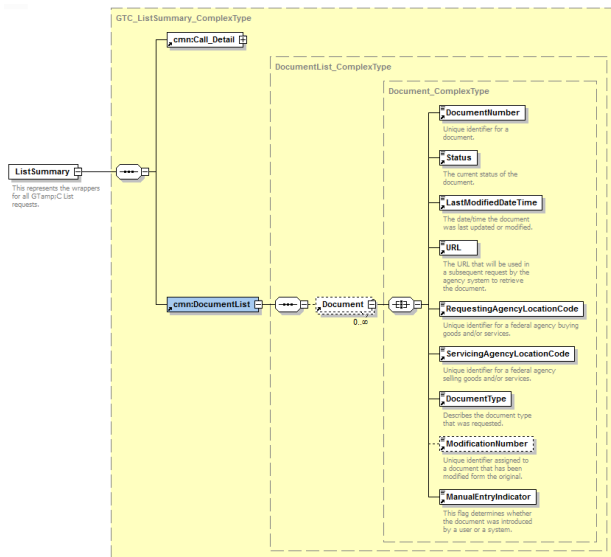 GTC_ListSummary_ComplexType
cmn:Call_Detail
DocumentList_ComplexType
Document_ComplexType
DocumentNumber
Unique identifier for a
document.
Status
The current status of the
document.
ListSummary
This represents the wrappers
for all GTamp;C List
requests.
LastModifiedDateTime
The date/time the document
was last updated or modified.
URL
The URL that will be used in
a subsequent request by the
agency system to retrieve
the document.
cmn:DocumentList
Document
0..∞
RequestingAgencyLocationCode
Unique identifier for a federal agency buying
goods and/or services.
ServicingAgencyLocationCode
Unique identifier for a federal agency
selling goods and/or services.
DocumentType
Describes the document type
that was requested.
ModificationNumber
Unique identifier assigned to
a document that has been
modified form the original.
ManualEntryIndicator
This flag determines whether
the document was introduced
by a user or a system.